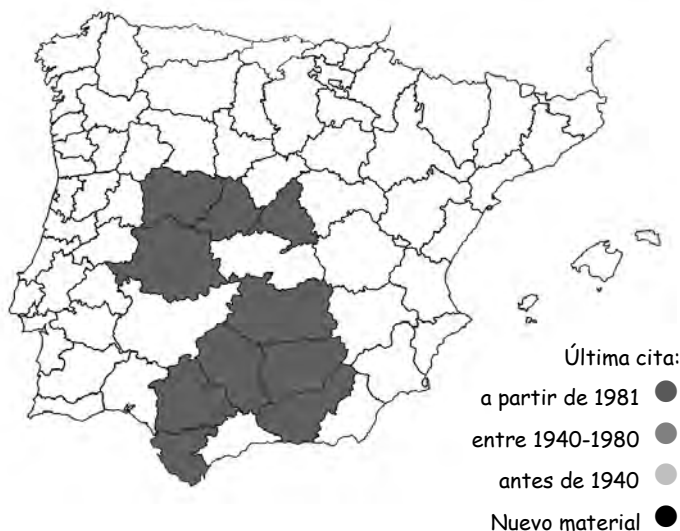 Última cita:
a partir de 1981
entre 1940-1980
antes de 1940
Nuevo material